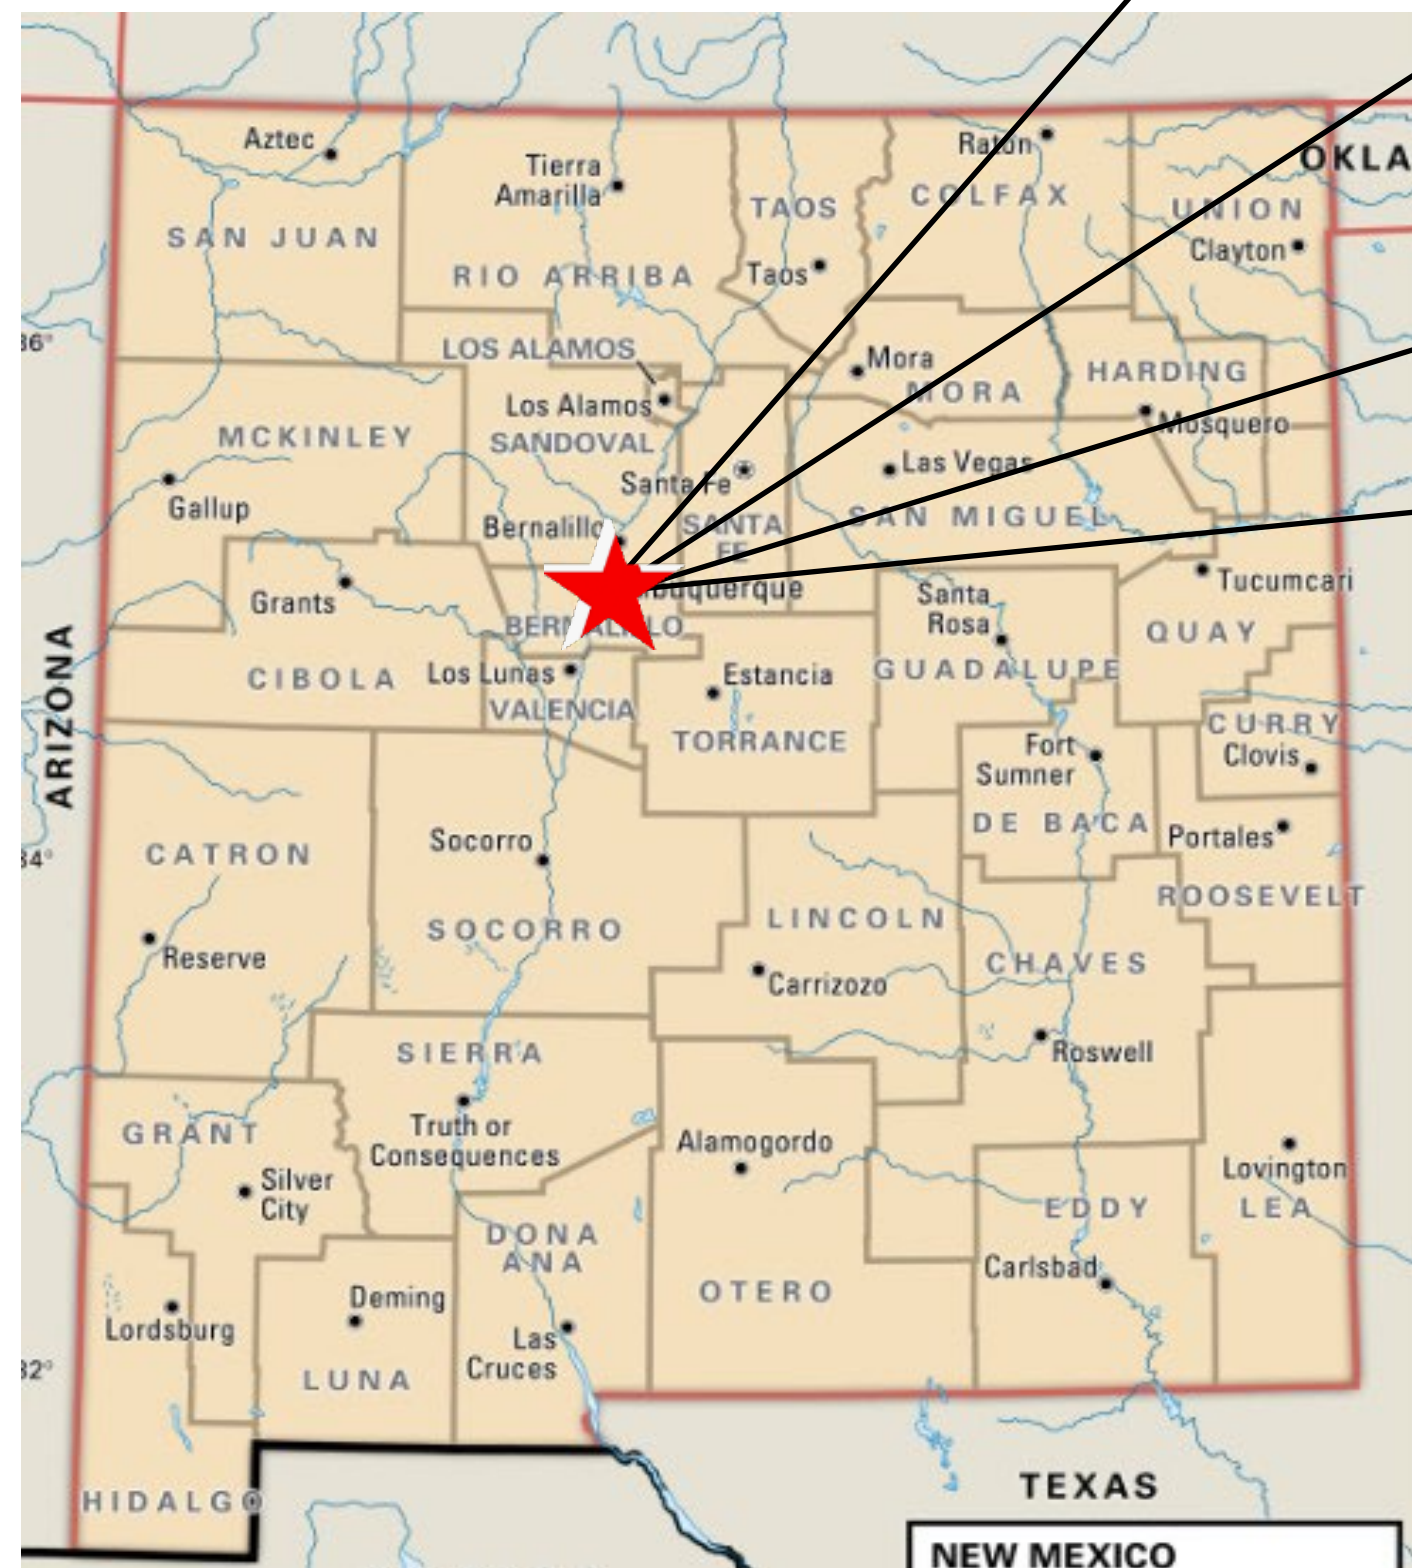 OKLA
Aztec
Raton
Tierra
Amarilla
TAOS
COLFAX
UNION
SAN JUAN
Clayton
RIO ARRIBA
Taos
36°
LOS ALAMOS
Mora
HARDING
MORA
Los Alamos
Mosquero
MCKINLEY
SANDOVAL
Las Vegas
Santa Fe
Gallup
SAN MIGUEL
Bernalillo
SANTA
FE
Tucumcari
Grants
buquerque
Santa
Rosa
BERNALILLO
QUAY
ARIZONA
CIBOLA
Los Lunas
Estancia
GUADALUPE
VALENCIA
CURRY
TORRANCE
Fort
Sumner
Clovis
DE BACA
Portales
Socorro
34°
CATRON
ROOSEVELT
SOCORRO
LINCOLN
Reserve
CHAVES
Carrizozo
SIERRA
Roswell
Truth or
Consequences
GRANT
Alamogordo
Silver
City
Lovington
LEA
EDDY
DONA
ANA
Carlsbad
OTERO
Deming
Lordsburg
Las
Cruces
32°
LUNA
TEXAS
HIDALGO
NEW MEXICO